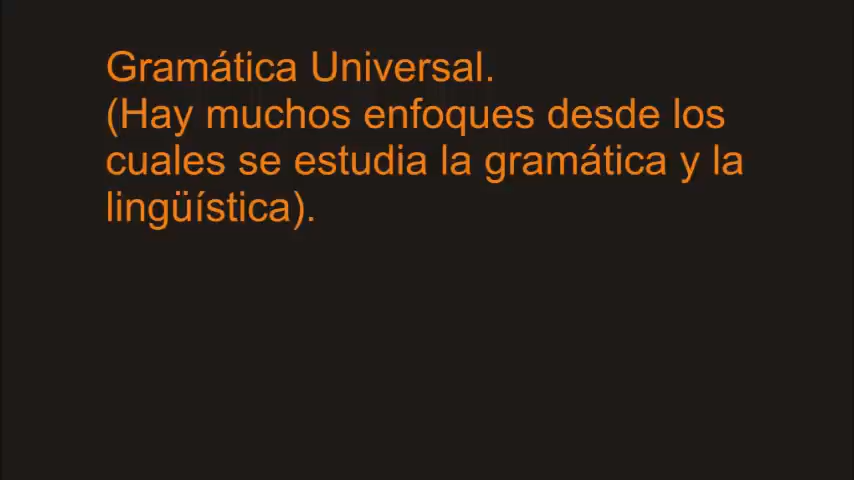 Gramática Universal.
(Hay muchos enfoques desde los
cuales se estudia la gramática y la
lingüística).